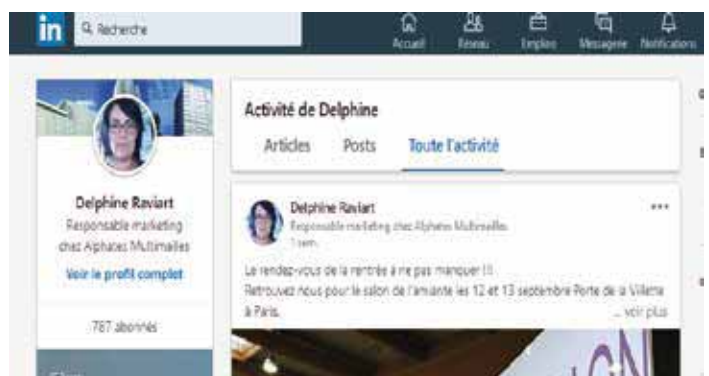 in
Recherche
Accueil
Réseau
Emplois
Messagerie
Notifications
Activité de Delphine
Articles
Posts
Toute l'activité
Delphine Raviart
Responsable marketing
chez Alphatex Multimailles
Voir le profil complet
787 abonnés
Delphine Raviart
Responsable marketing chez Alphatex Multimailles
1 sem.
Le rendez-vous de la rentrée à ne pas manquer !!!
Retrouvez nous pour le salon de l'amiante les 12 et 13 septembre Porte de la Villette
à Paris.
... voir plus